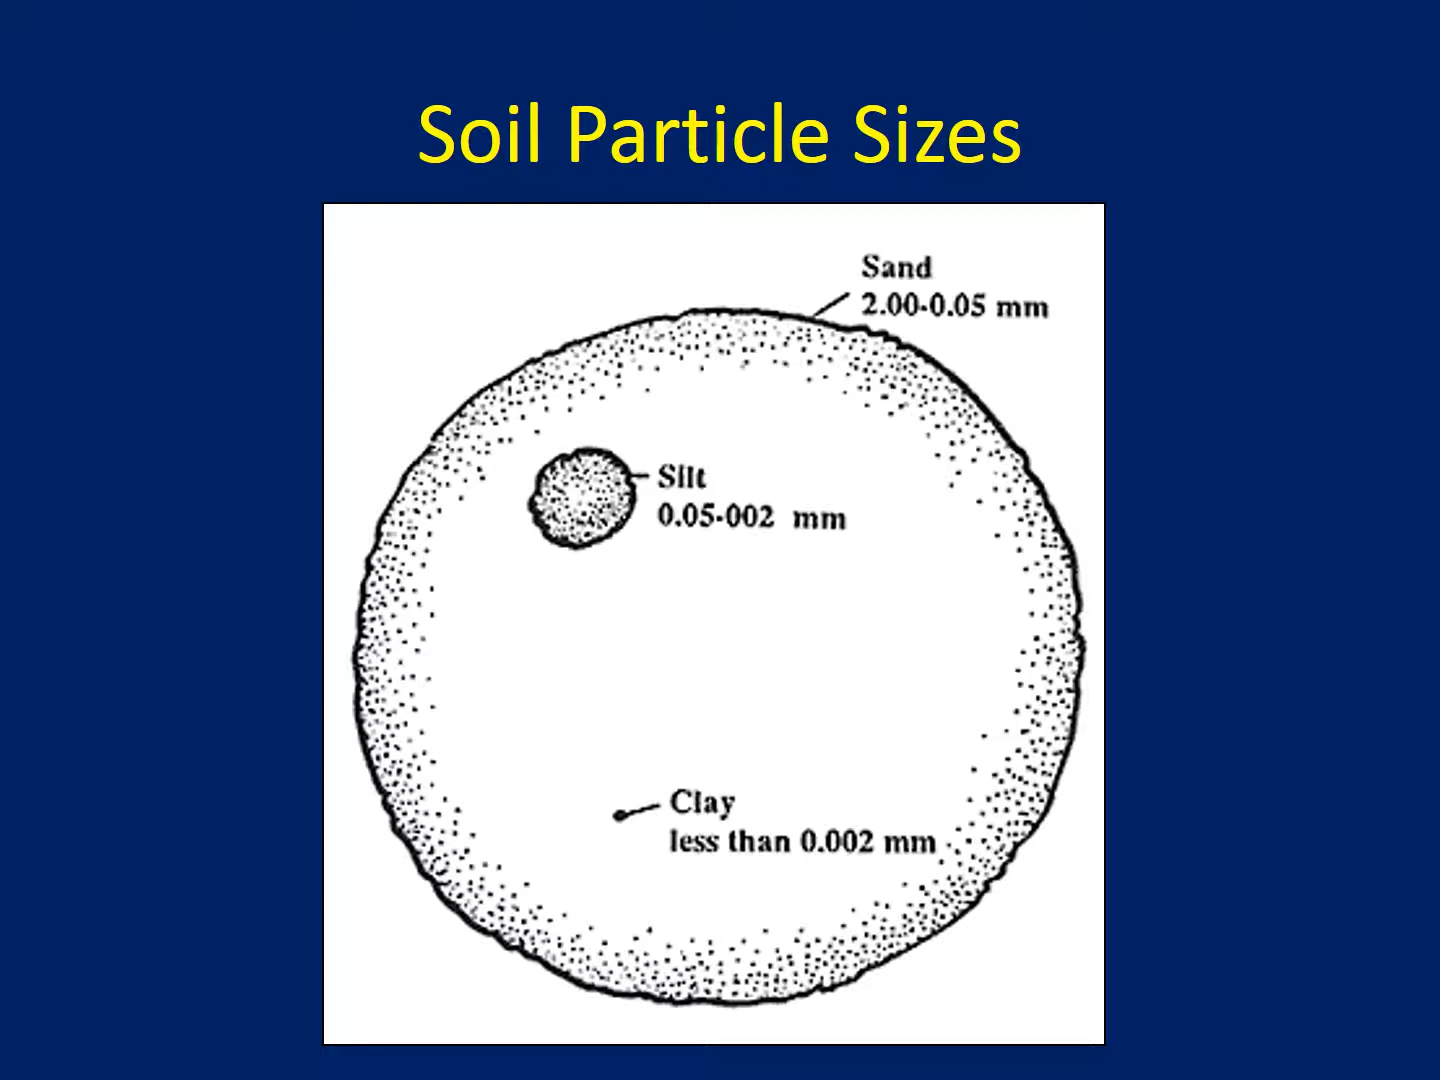 Soil Particle Sizes
Sand
2.00-0.05 mm
Silt
0.05-002 mm
Clay
less than 0.002 mm